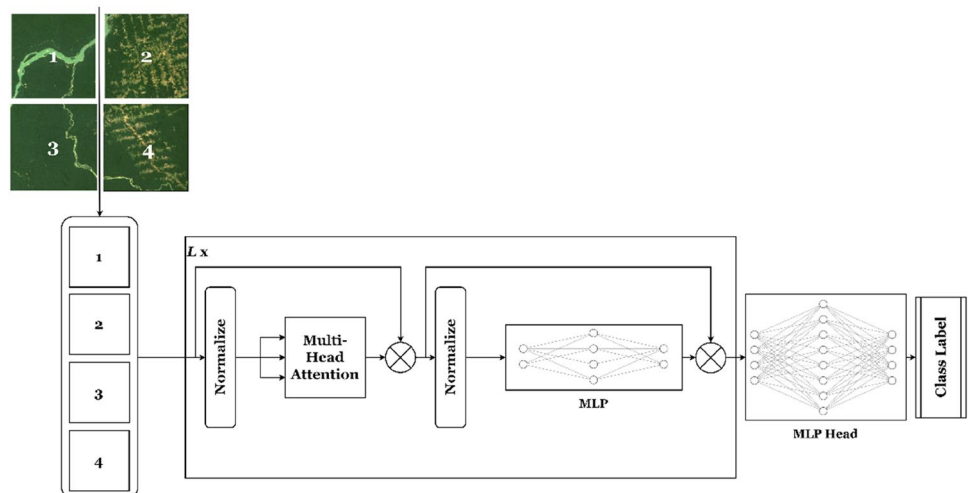 1
2
3
4
1
2
3
4
L x
Normalize
Multi-
Head
Attention
Normalize
MLP
MLP Head
Class Label